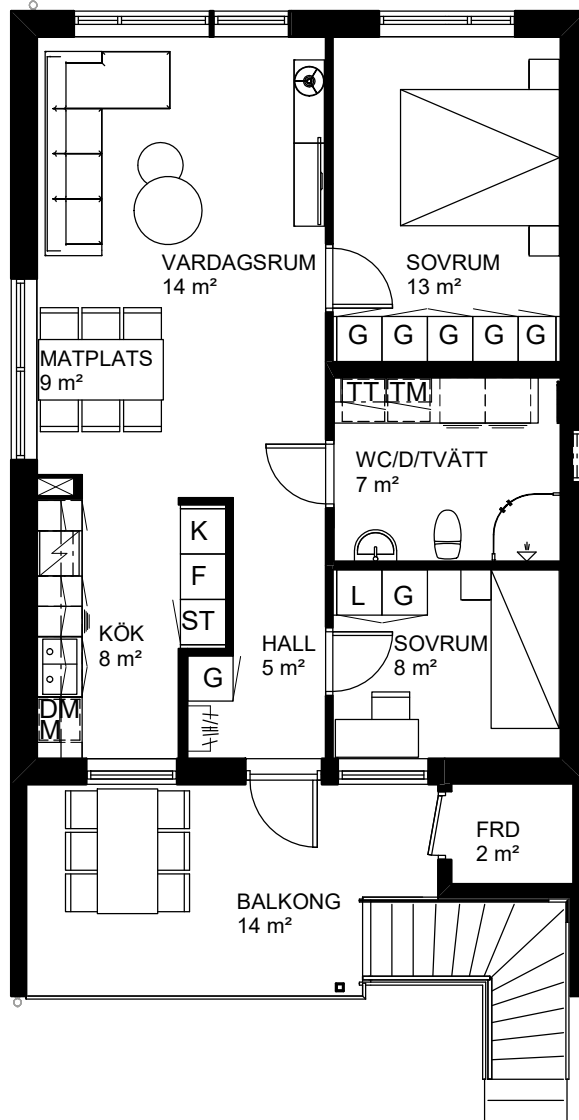 VARDAGSRUM
14 m²
SOVRUM
13 m²
G G G G G
MATPLATS
9 m²
TT TM
WC/D/TVÄTT
7 m²
K
F
ST
L G
KÖK
8 m²
HALL
5 m²
SOVRUM
8 m²
G
DM
M
FRD
2 m²
BALKONG
14 m²